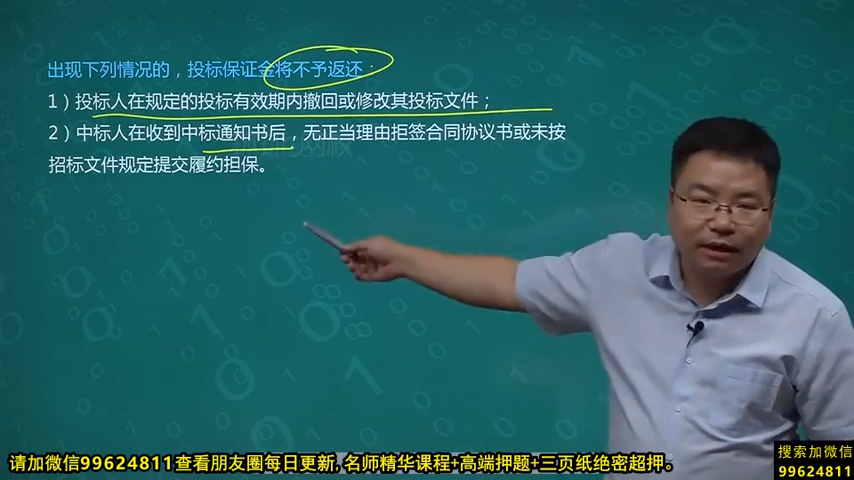 出现下列情况的，投标保证金将不予返还：
1）投标人在规定的投标有效期内撤回或修改其投标文件；
2）中标人在收到中标通知书后，无正当理由拒签合同协议书或未按
招标文件规定提交履约担保。
请加微信99624811查看朋友圈每日更新,名师精华课程+高端押题+三页纸绝密超押。
搜索加微信
99624811